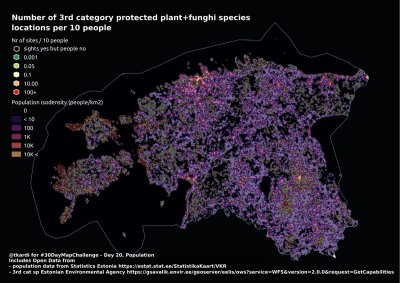 Number of 3rd category protected plant+funghi species
locations per 10 people
Nr of sites / 10 people
sights yes but people no
0.001
0.05
0.1
10.00
100+
Population isodensity (people/km2)
0
< 10
100
1K
10K
10K <
@tkardi for #30DayMapChallenge - Day 20, Population
Includes Open Data from
- population data from Statistics Estonia https://estat.stat.ee/StatistikaKaart/VKR
- 3rd cat sp Estonian Environmental Agency https://gsavalik.envir.ee/geoserver/eelis/ows?service=WFS&version=2.0.0&request=GetCapabilities